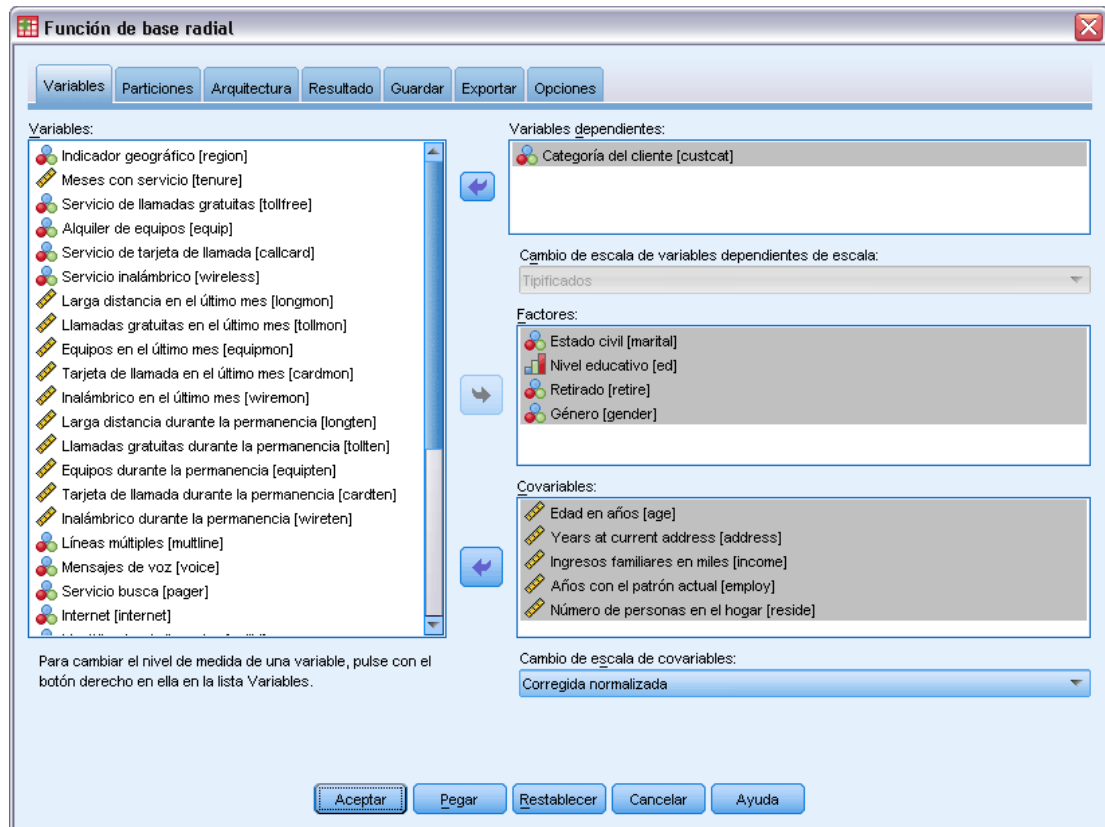 Función de base radial
Variables
Particiones
Arquitectura
Resultado
Guardar
Exportar
Opciones
Variables:
Indicador geográfico [region]
Meses con servicio [tenure]
Servicio de llamadas gratuitas [tollfree]
Alquiler de equipos [equip]
Servicio de tarjeta de llamada [callcard]
Servicio inalámbrico [wireless]
Larga distancia en el último mes [longmon]
Llamadas gratuitas en el último mes [tollmon]
Equipos en el último mes [equipmon]
Tarjeta de llamada en el último mes [cardmon]
Inalámbrico en el último mes [wiremon]
Larga distancia durante la permanencia [longten]
Llamadas gratuitas durante la permanencia [tollten]
Equipos durante la permanencia [equipten]
Tarjeta de llamada durante la permanencia [cardten]
Inalámbrico durante la permanencia [wireten]
Líneas múltiples [multline]
Mensajes de voz [voice]
Servicio busca [pager]
Internet [internet]
Para cambiar el nivel de medida de una variable, pulse con el
botón derecho en ella en la lista Variables.
Variables dependientes:
Categoría del cliente [custcat]
Cambio de escala de variables dependientes de escala:
Tipificados
Factores:
Estado civil [marital]
Nivel educativo [ed]
Retirado [retire]
Género [gender]
Covariables:
Edad en años [age]
Years at current address [address]
Ingresos familiares en miles [income]
Años con el patrón actual [employ]
Número de personas en el hogar [reside]
Cambio de escala de covariables:
Corregida normalizada
Aceptar
Pegar
Restablecer
Cancelar
Ayuda